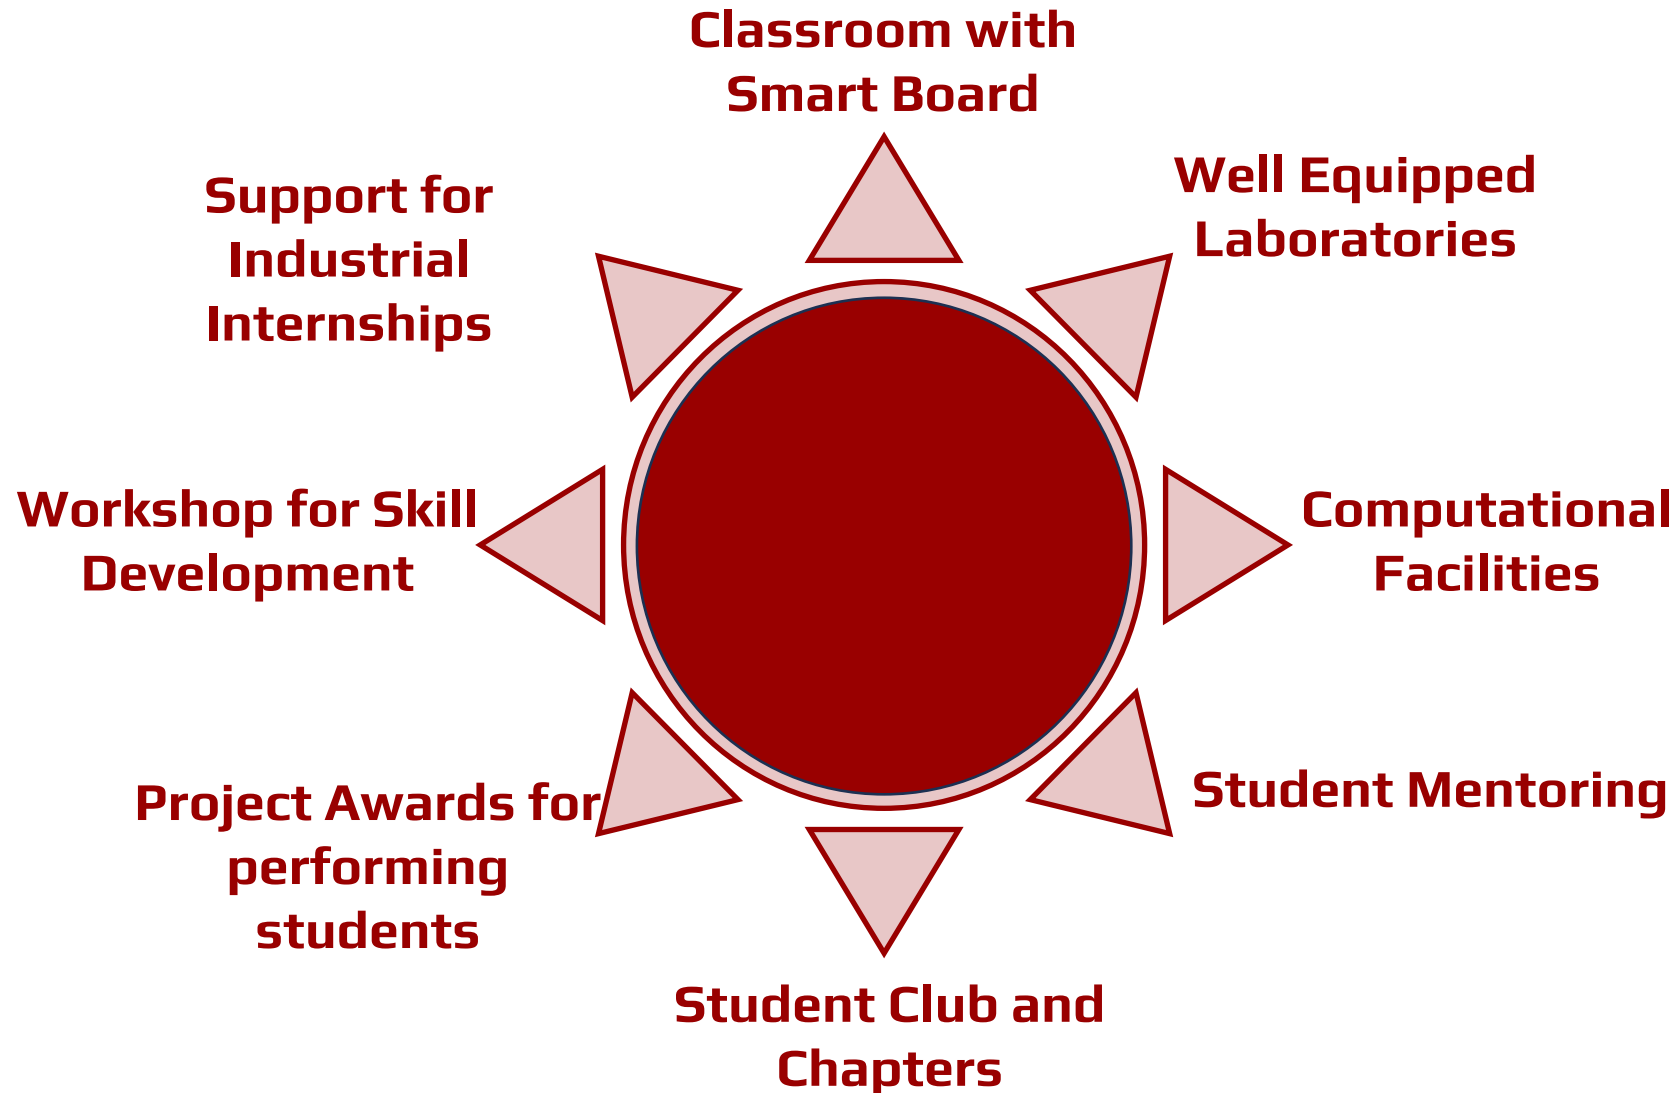 Classroom with
Smart Board
Well Equipped
Laboratories
Computational
Facilities
Student Mentoring
Student Club and
Chapters
Project Awards for
performing
students
Workshop for Skill
Development
Support for
Industrial
Internships